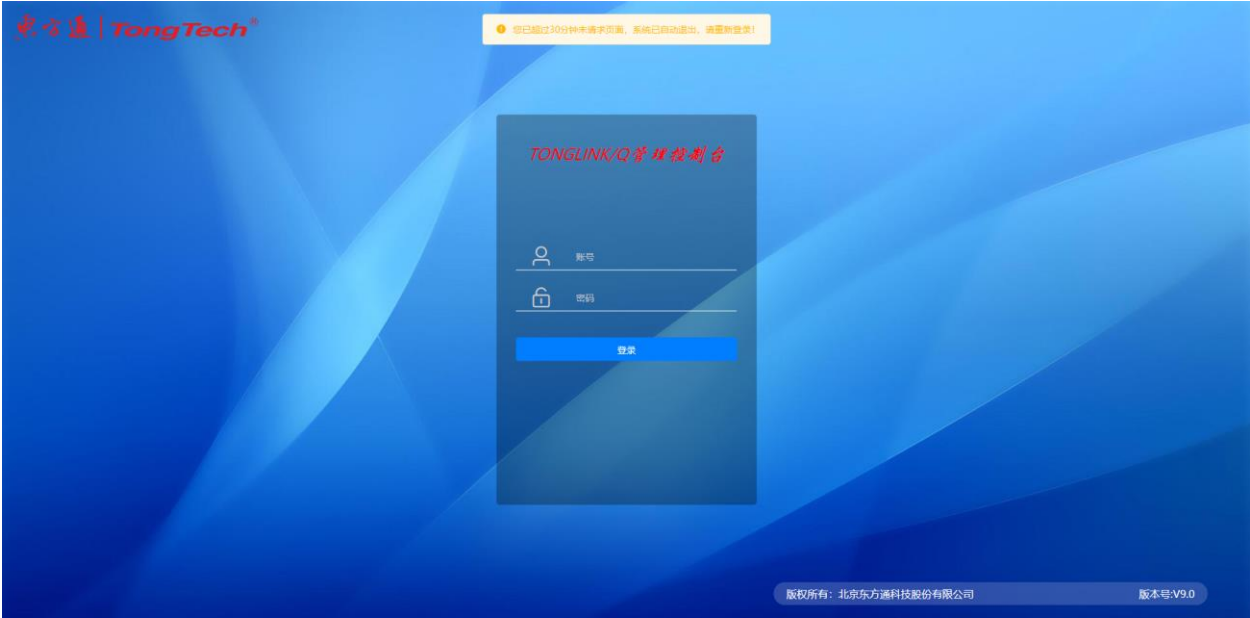 东方通 | TongTech®
您已超过30分钟未请求页面，系统已自动退出，请重新登录！
TONGLINK/Q管理控制台
账号
密码
登录
版权所有：北京东方通科技股份有限公司 版本号:V9.0